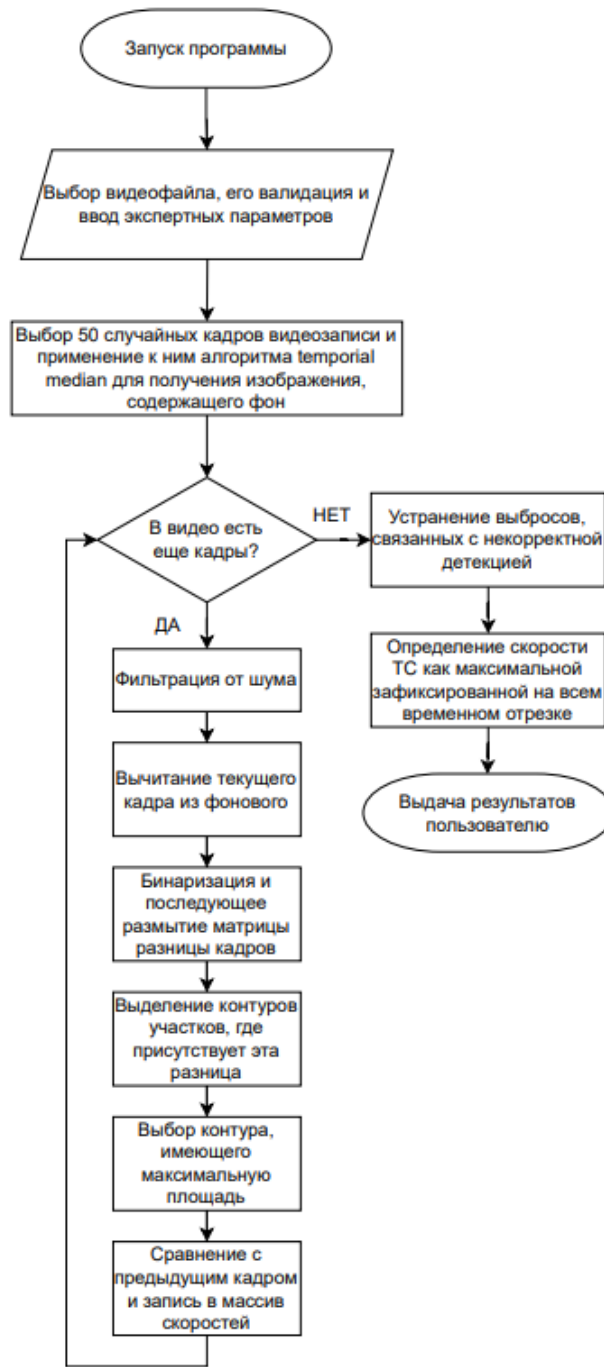 Запуск программы
Выбор видеофайла, его валидация и
ввод экспертных параметров
Выбор 50 случайных кадров видеозаписи и
применение к ним алгоритма temporial
median для получения изображения,
содержащего фон
В видео есть
еще кадры?
НЕТ
Устранение выбросов,
связанных с некорректной
детекцией
Определение скорости
ТС как максимальной
зафиксированной на всем
временном отрезке
Выдача результатов
пользователю
ДА
Фильтрация от шума
Вычитание текущего
кадра из фонового
Бинаризация и
последующее
размытие матрицы
разницы кадров
Выделение контуров
участков, где
присутствует эта
разница
Выбор контура,
имеющего
максимальную
площадь
Сравнение с
предыдущим кадром
и запись в массив
скоростей